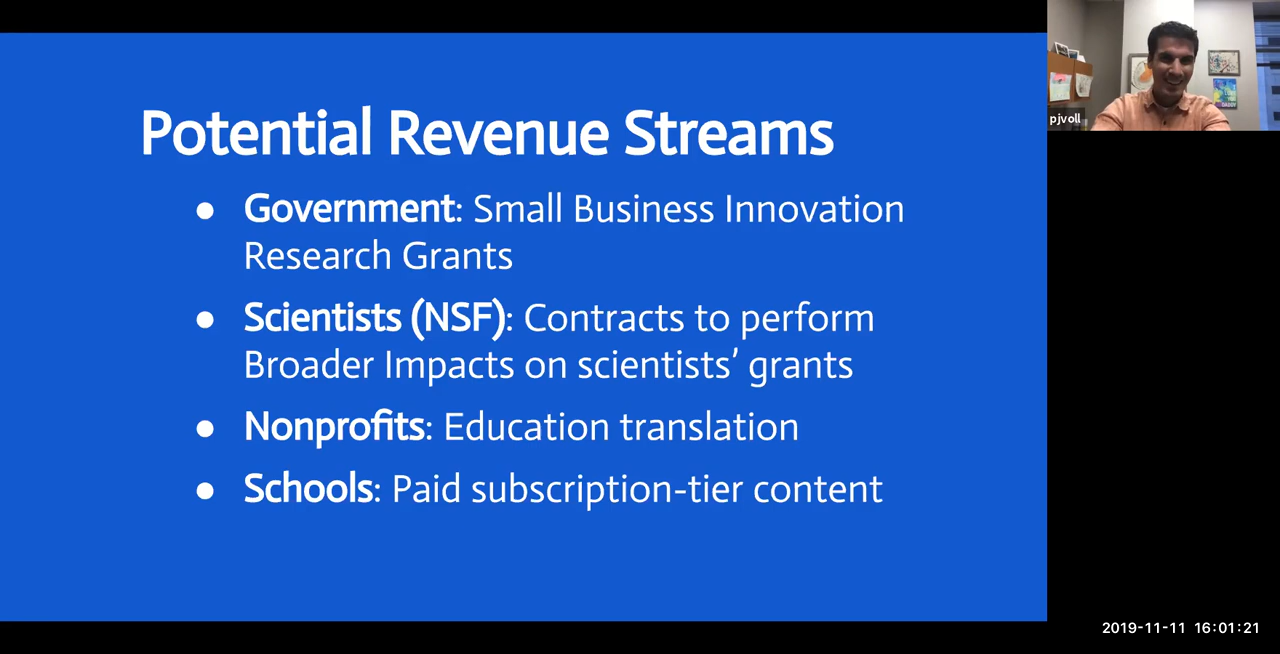 Potential Revenue Streams
● Government: Small Business Innovation
Research Grants
● Scientists (NSF): Contracts to perform
Broader Impacts on scientists’ grants
● Nonprofits: Education translation
● Schools: Paid subscription-tier content
pjvoll
DADDY
2019-11-11 16:01:21